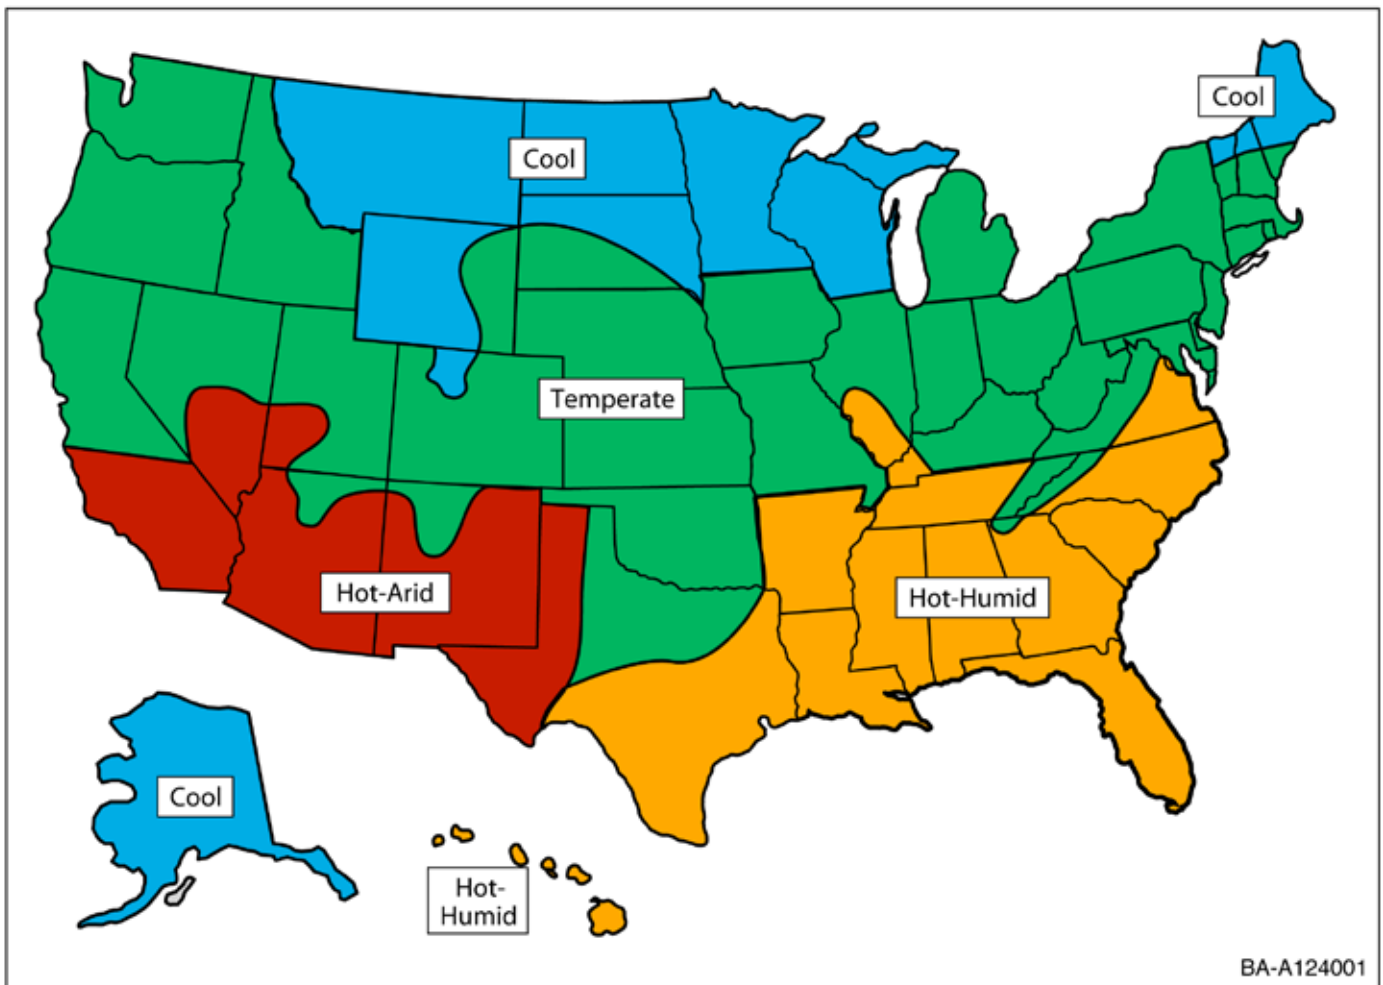 Cool
Cool
Temperate
Hot-Arid
Hot-Humid
Cool
Hot-
Humid
BA-A124001